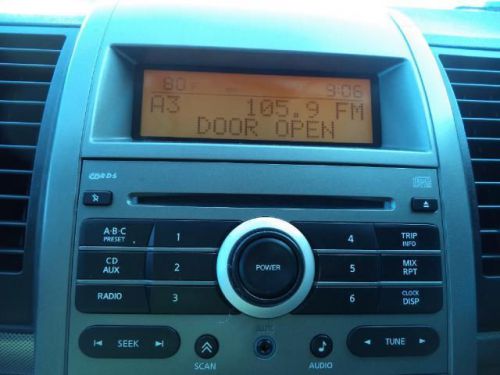 80 F 9:06
A3 105.9 FM
DOOR OPEN
RDS
A·B·C
PRESET
1
4
TRIP
INFO
CD
AUX
2
POWER
5
MIX
RPT
RADIO
3
6
CLOCK
DISP
SEEK
SCAN
AUX
AUDIO
TUNE